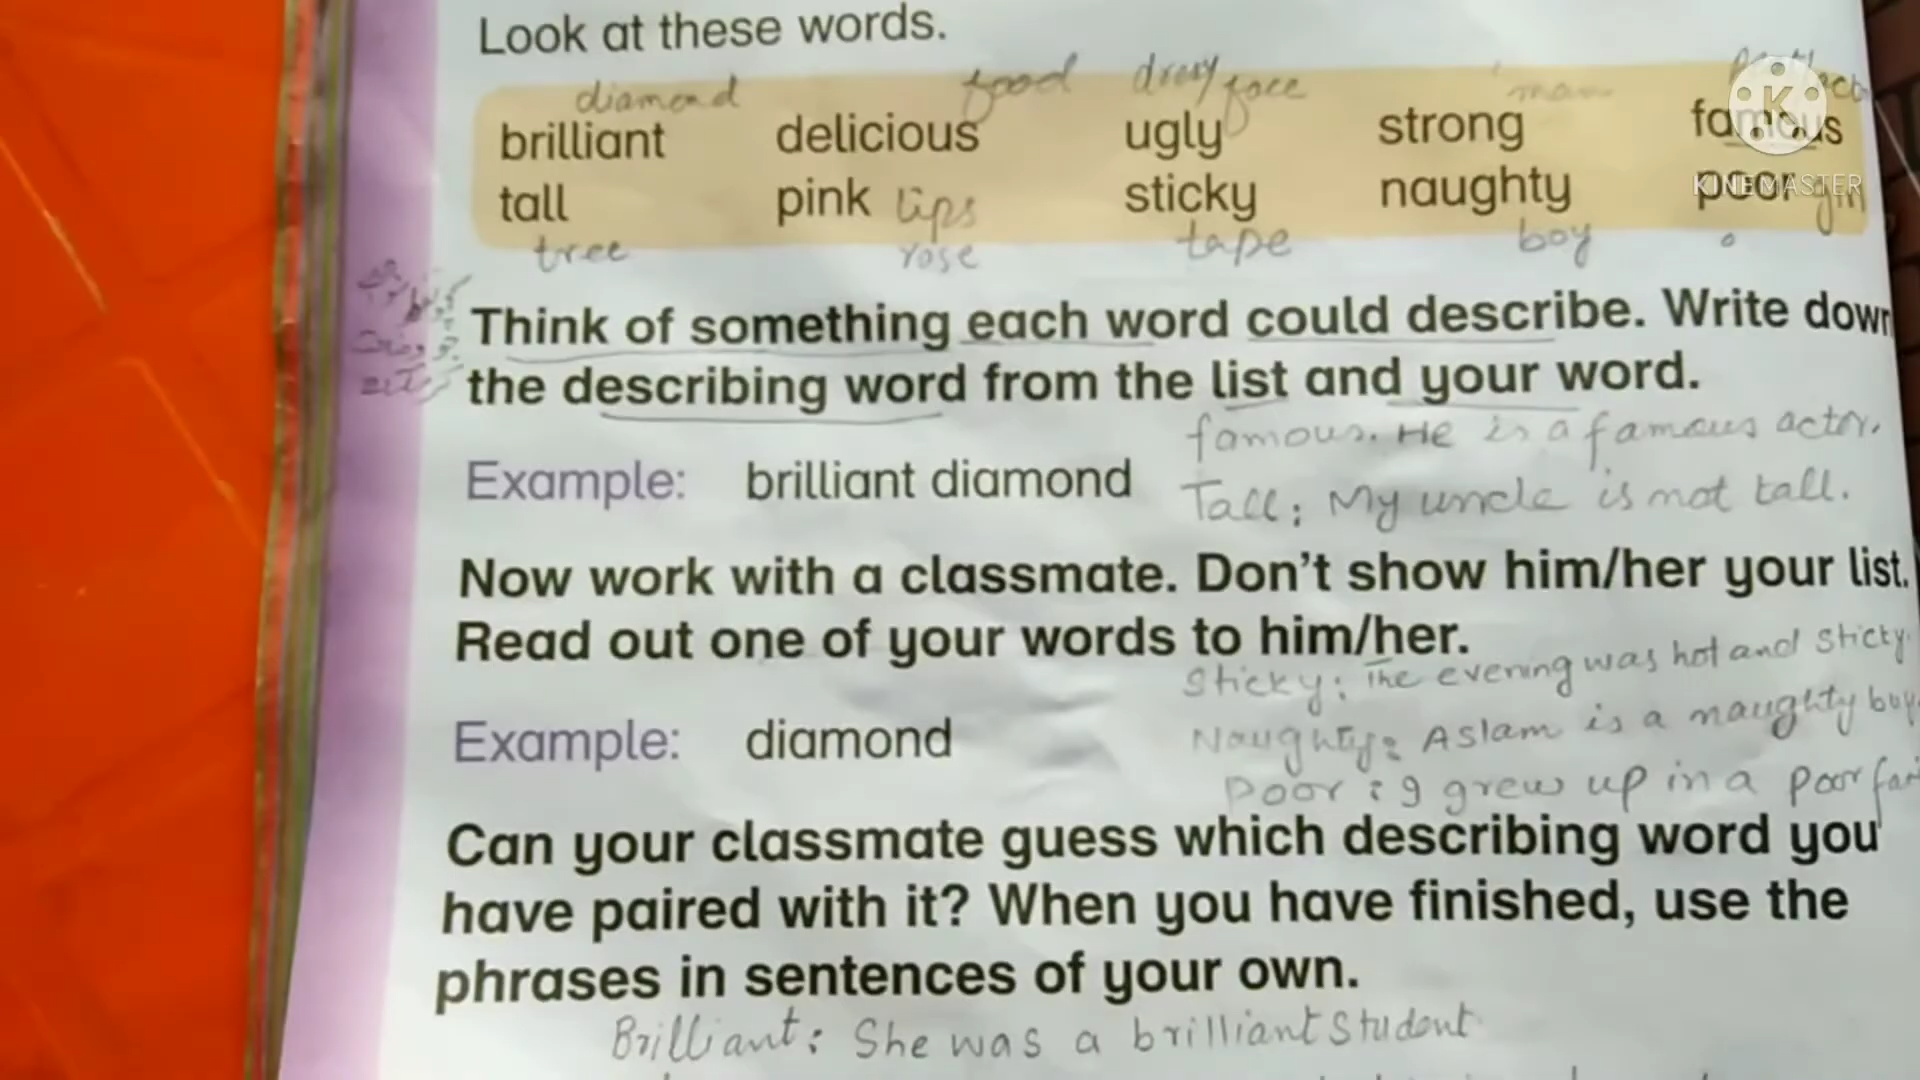 Look at these words.
diamond food dress face man
brilliant delicious ugly strong famous
tall pink lips sticky naughty poor girl
tree rose tape boy
KINEMASTER
Think of something each word could describe. Write down
the describing word from the list and your word.
famous. He is a famous actor.
Example: brilliant diamond
Tall; My uncle is not tall.
Now work with a classmate. Don't show him/her your list.
Read out one of your words to him/her.
Sticky: The evening was hot and sticky.
Example: diamond
Naughty: Aslam is a naughty boy
Poor: I grew up in a poor
Can your classmate guess which describing word you
have paired with it? When you have finished, use the
phrases in sentences of your own.
Brilliant: She was a brilliant student